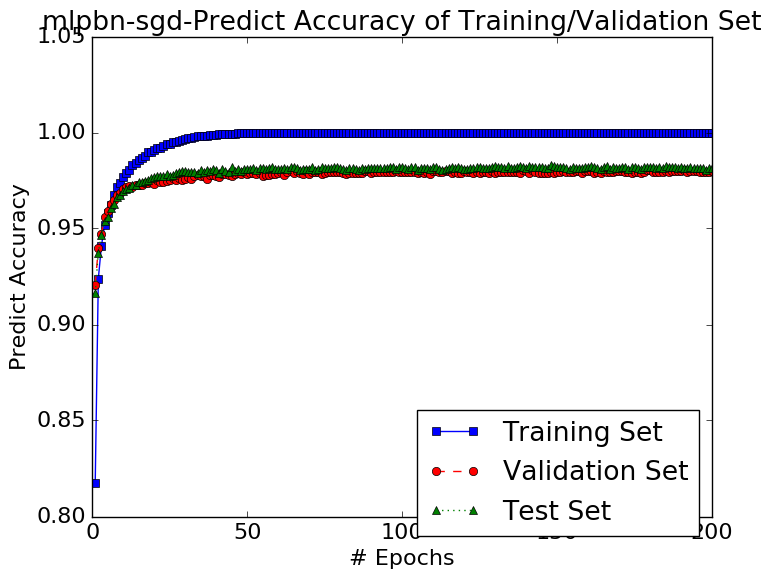 mlpbn-sgd-Predict Accuracy of Training/Validation Set
1.05
1.00
0.95
0.90
0.85
0.80
Predict Accuracy
Training Set
Validation Set
Test Set
0 50 100 150 200
# Epochs